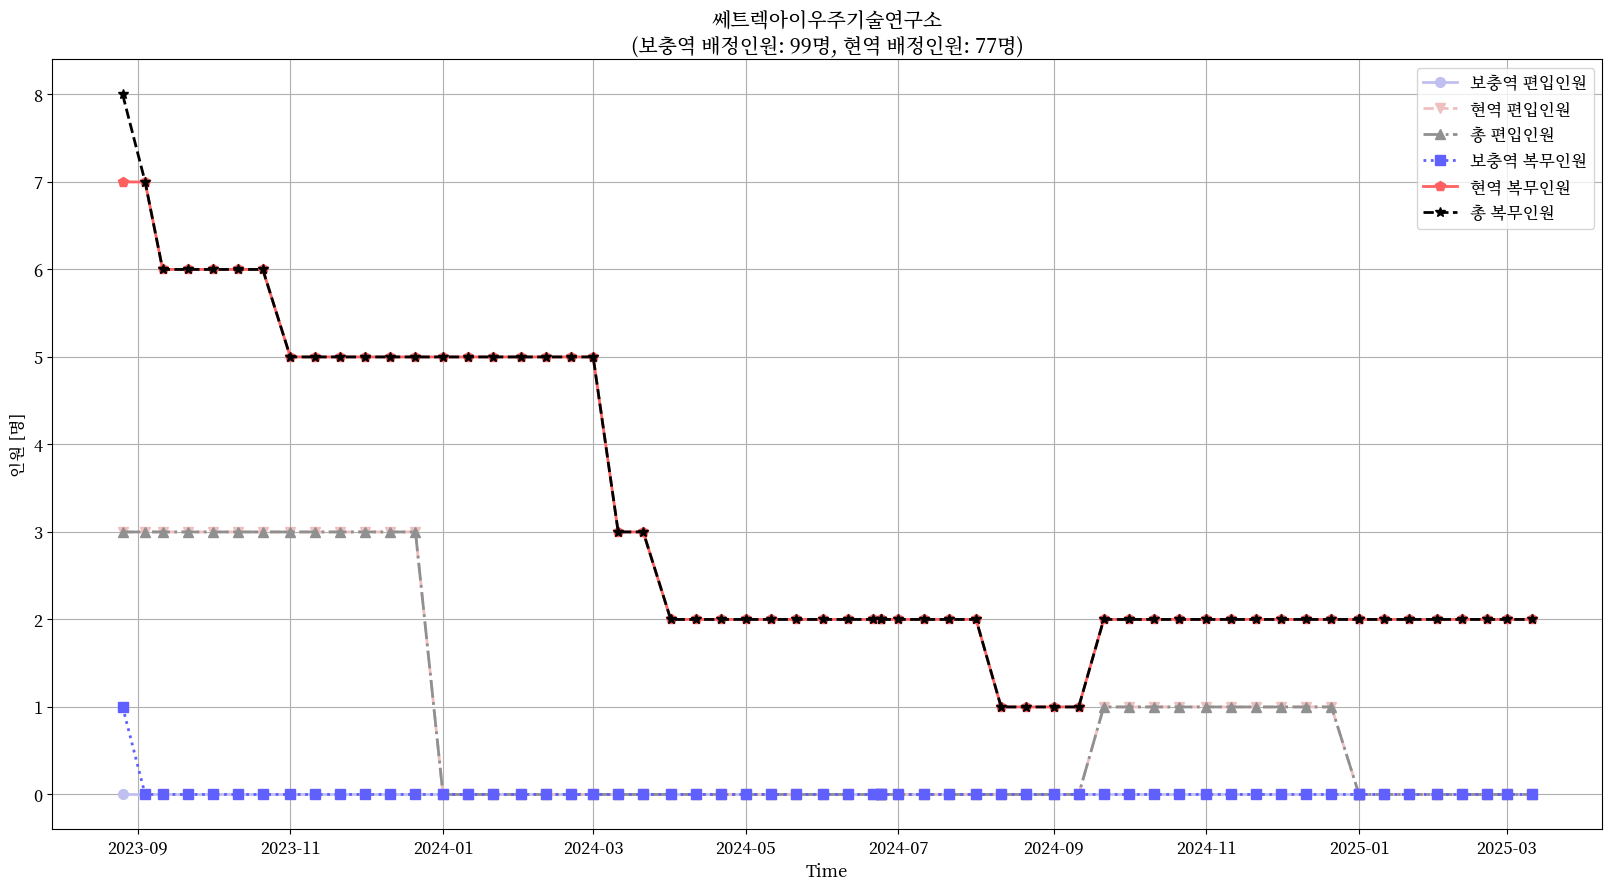 쎄트렉아이우주기술연구소
(보충역 배정인원: 99명, 현역 배정인원: 77명)
보충역 편입인원
현역 편입인원
총 편입인원
보충역 복무인원
현역 복무인원
총 복무인원
인원 [명]
8
7
6
5
4
3
2
1
0
2023-09
2023-11
2024-01
2024-03
2024-05
2024-07
2024-09
2024-11
2025-01
2025-03
Time